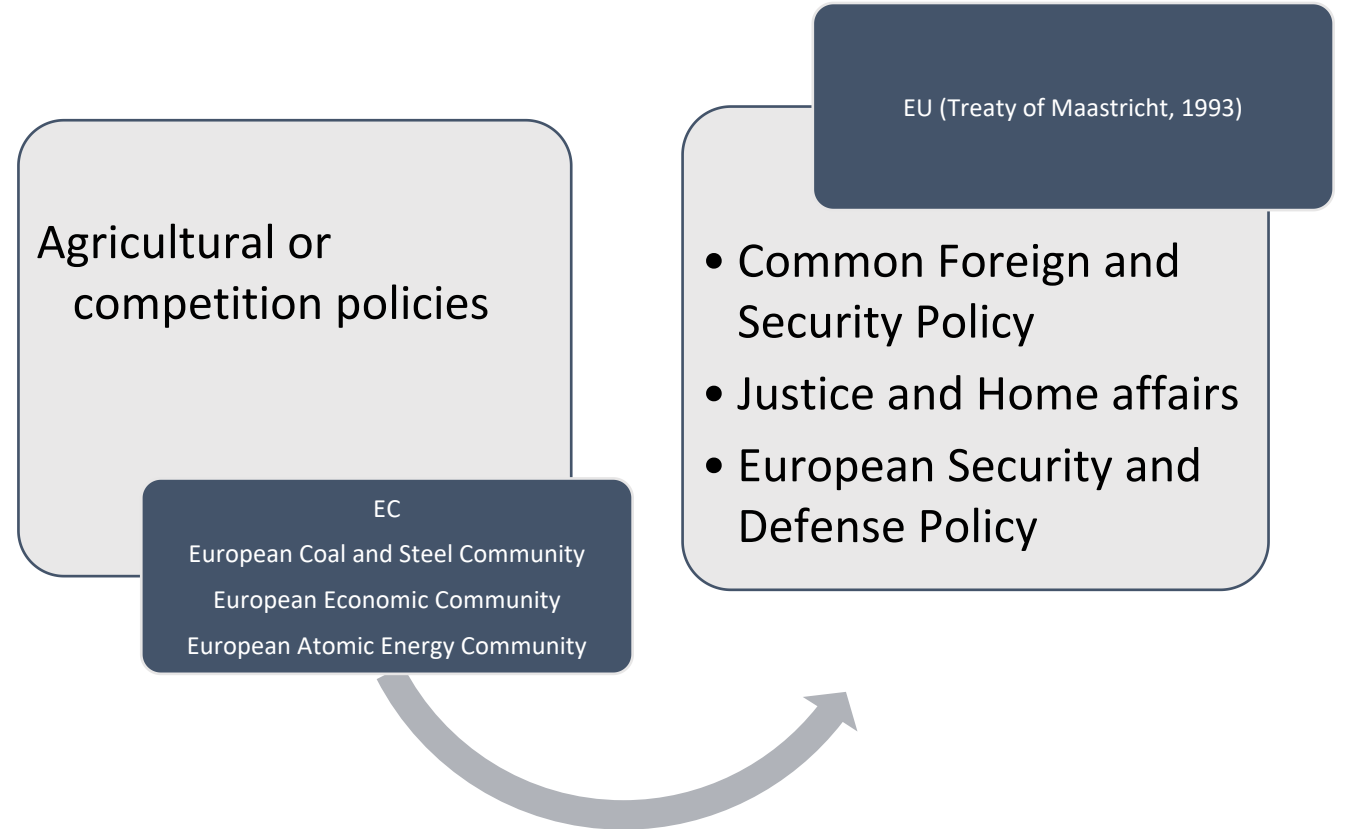 Agricultural or
competition policies
EC
European Coal and Steel Community
European Economic Community
European Atomic Energy Community
EU (Treaty of Maastricht, 1993)
• Common Foreign and
Security Policy
• Justice and Home affairs
• European Security and
Defense Policy